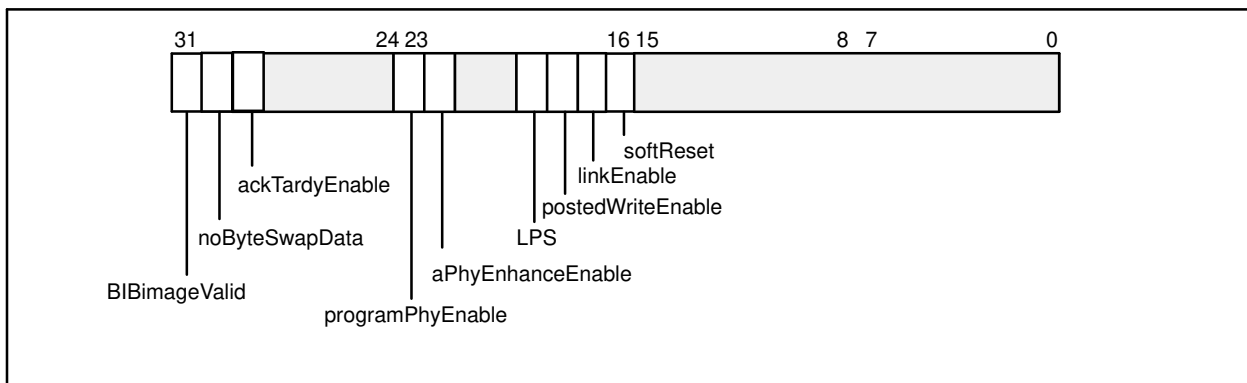 31 24 23 16 15 8 7 0
softReset
linkEnable
ackTardyEnable
postedWriteEnable
noByteSwapData
LPS
aPhyEnhanceEnable
BIBimageValid
programPhyEnable